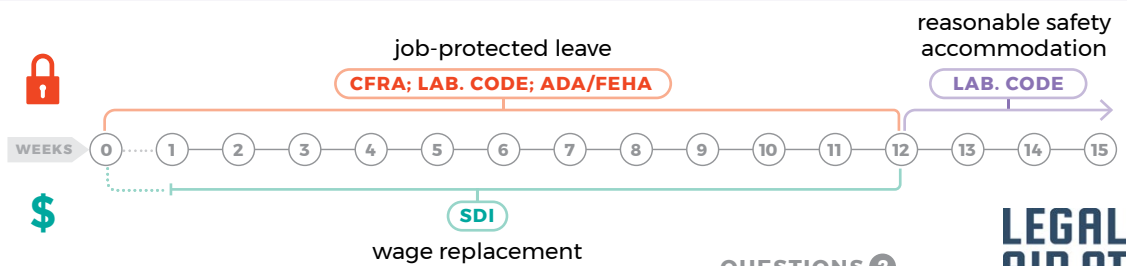 reasonable safety
job-protected leave accommodation
CFRA; LAB. CODE; ADA/FEHA LAB. CODE
WEEKS 0 1 2 3 4 5 6 7 8 9 10 11 12 13 14 15
$ SDI
wage replacement
QUESTIONS ?
LEGAL